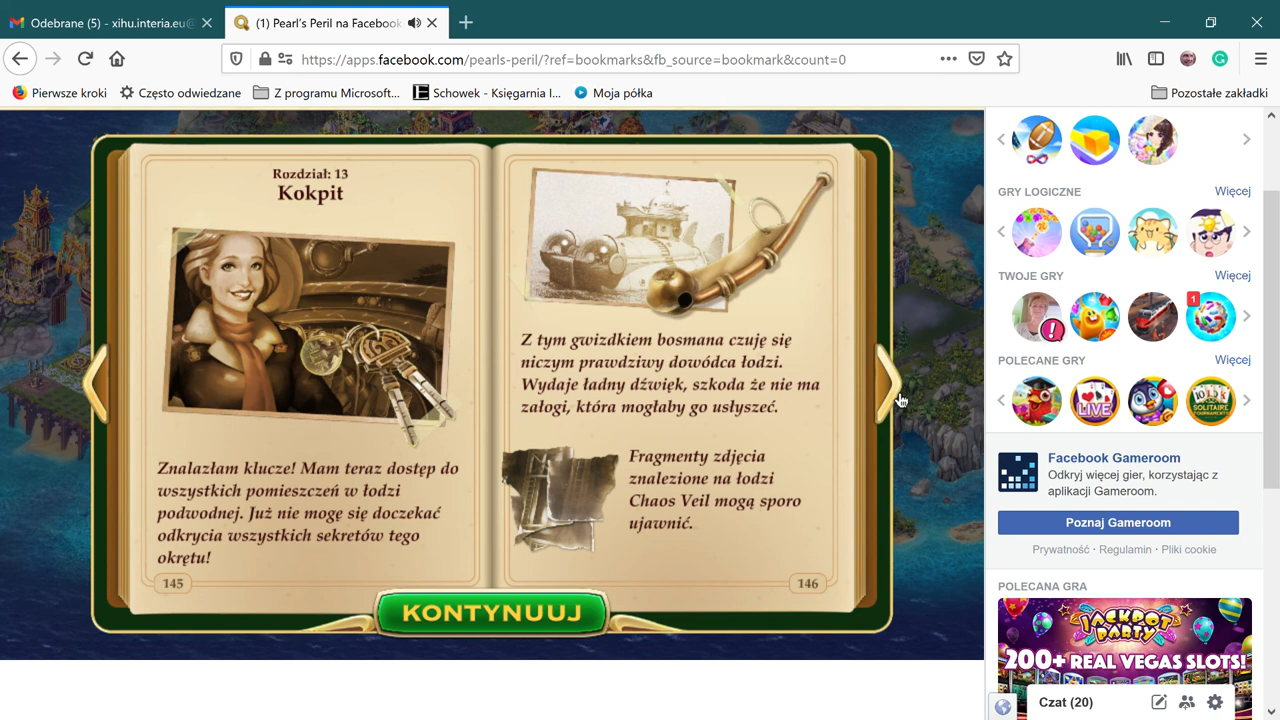 Odebrane (5) - xihu.interia.eu@
(1) Pearl's Peril na Facebook
https://apps.facebook.com/pearls-peril/?ref=bookmarks&fb_source=bookmark&count=0
Pierwsze kroki
Często odwiedzane
Z programu Microsoft...
Schowek - Księgarnia I...
Moja półka
Pozostałe zakładki
Rozdział: 13
Kokpit
Znalazłam klucze! Mam teraz dostęp do
wszystkich pomieszczeń w łodzi
podwodnej. Już nie mogę się doczekać
odkrycia wszystkich sekretów tego
okrętu!
145
Z tym gwizdkiem bosmana czuję się
niczym prawdziwy dowódca łodzi.
Wydaje ładny dźwięk, szkoda że nie ma
załogi, która mogłaby go usłyszeć.
Fragmenty zdjęcia
znalezione na łodzi
Chaos Veil mogą sporo
ujawnić.
146
KONTYNUUJ
GRY LOGICZNE
Więcej
TWOJE GRY
Więcej
1
POLECANE GRY
Więcej
LIVE
SOLITAIRE
TOURNAMENTS
Facebook Gameroom
Odkryj więcej gier, korzystając z
aplikacji Gameroom.
Poznaj Gameroom
Prywatność · Regulamin · Pliki cookie
POLECANA GRA
JACKPOT
PARTY
200+ REAL VEGAS SLOTS!
Czat (20)